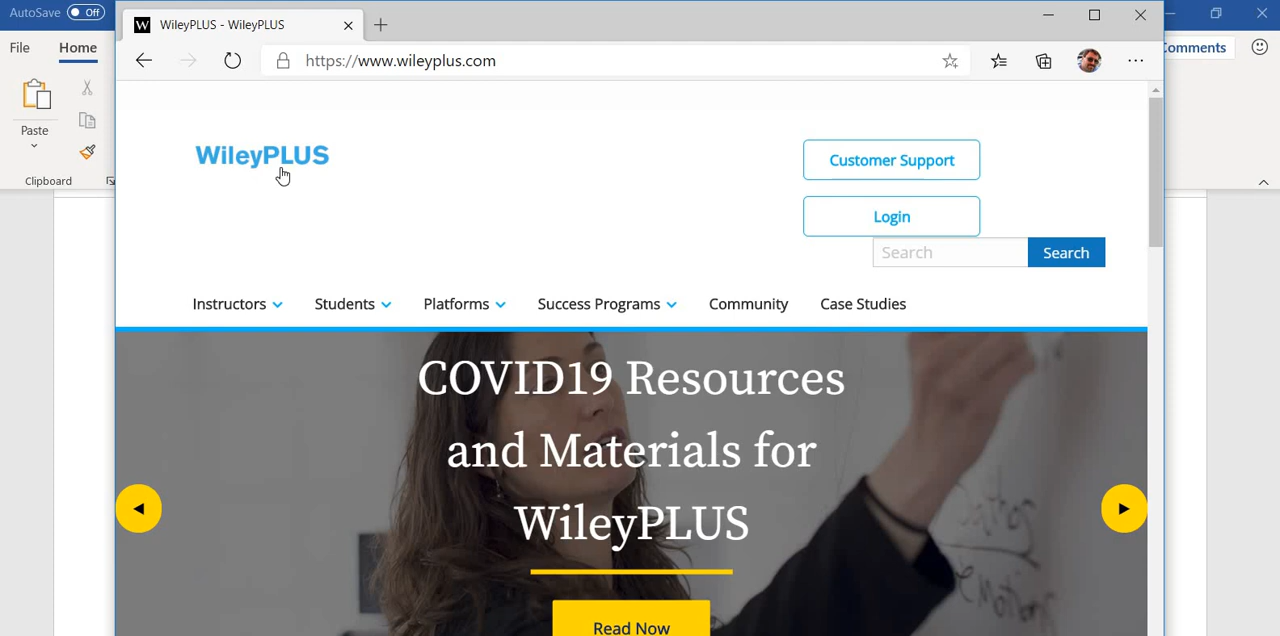 AutoSave Off
WileyPLUS - WileyPLUS
File
Home
Comments
https://www.wileyplus.com
Paste
Clipboard
WileyPLUS
Customer Support
Login
Search
Search
Instructors
Students
Platforms
Success Programs
Community
Case Studies
COVID19 Resources
and Materials for
WileyPLUS
Read Now